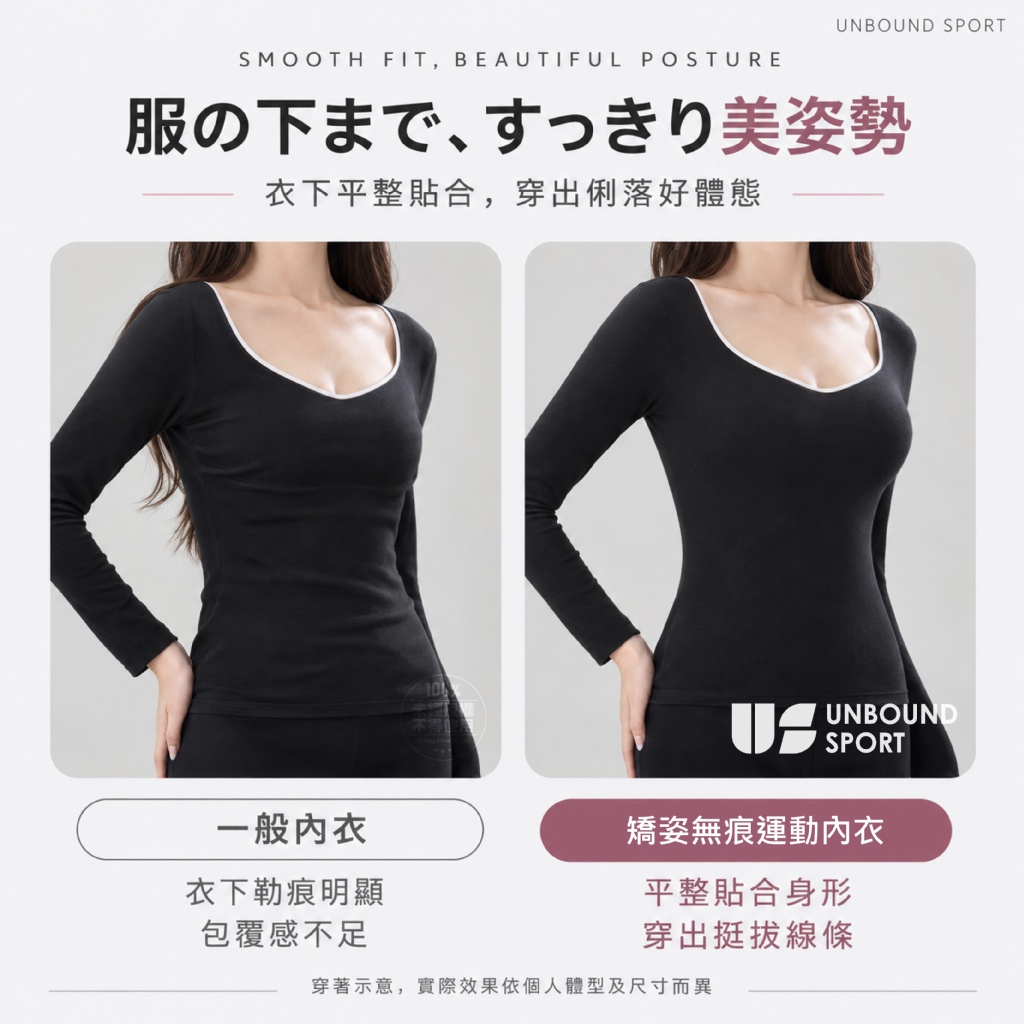 UNBOUND SPORT
SMOOTH FIT, BEAUTIFUL POSTURE
服の下まで、すっきり美姿勢
衣下平整貼合，穿出俐落好體態
UNBOUND
SPORT
一般內衣
矯姿無痕運動內衣
衣下勒痕明顯
包覆感不足
平整貼合身形
穿出挺拔線條
穿著示意，實際效果依個人體型及尺寸而異